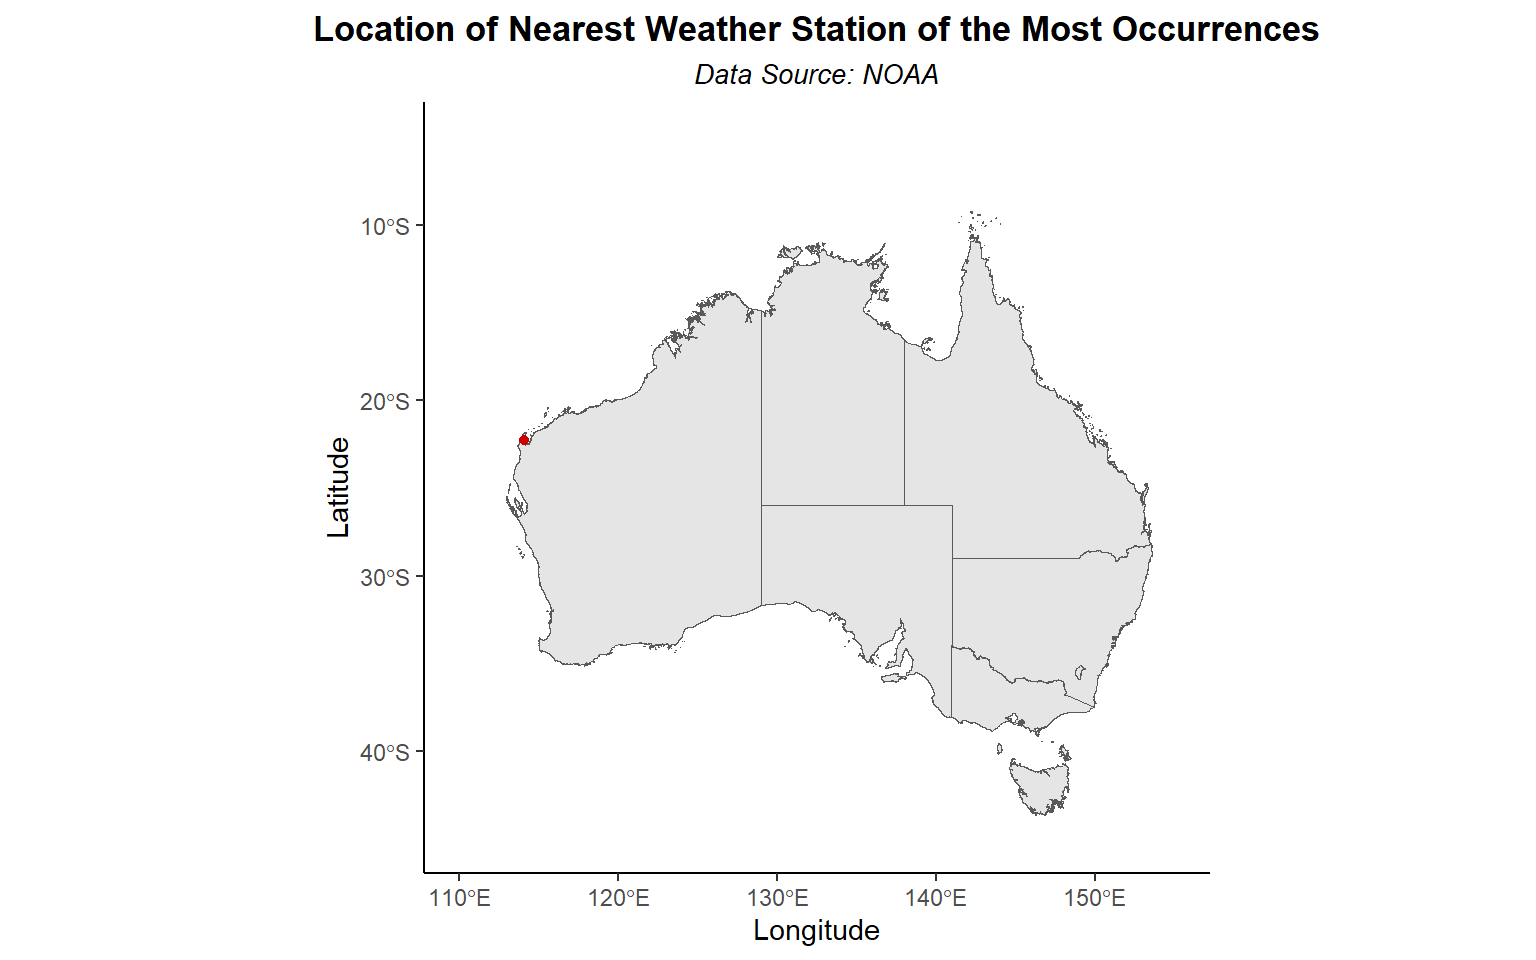 Location of Nearest Weather Station of the Most Occurrences
Data Source: NOAA
Latitude
10°S
20°S
30°S
40°S
110°E 120°E 130°E 140°E 150°E
Longitude